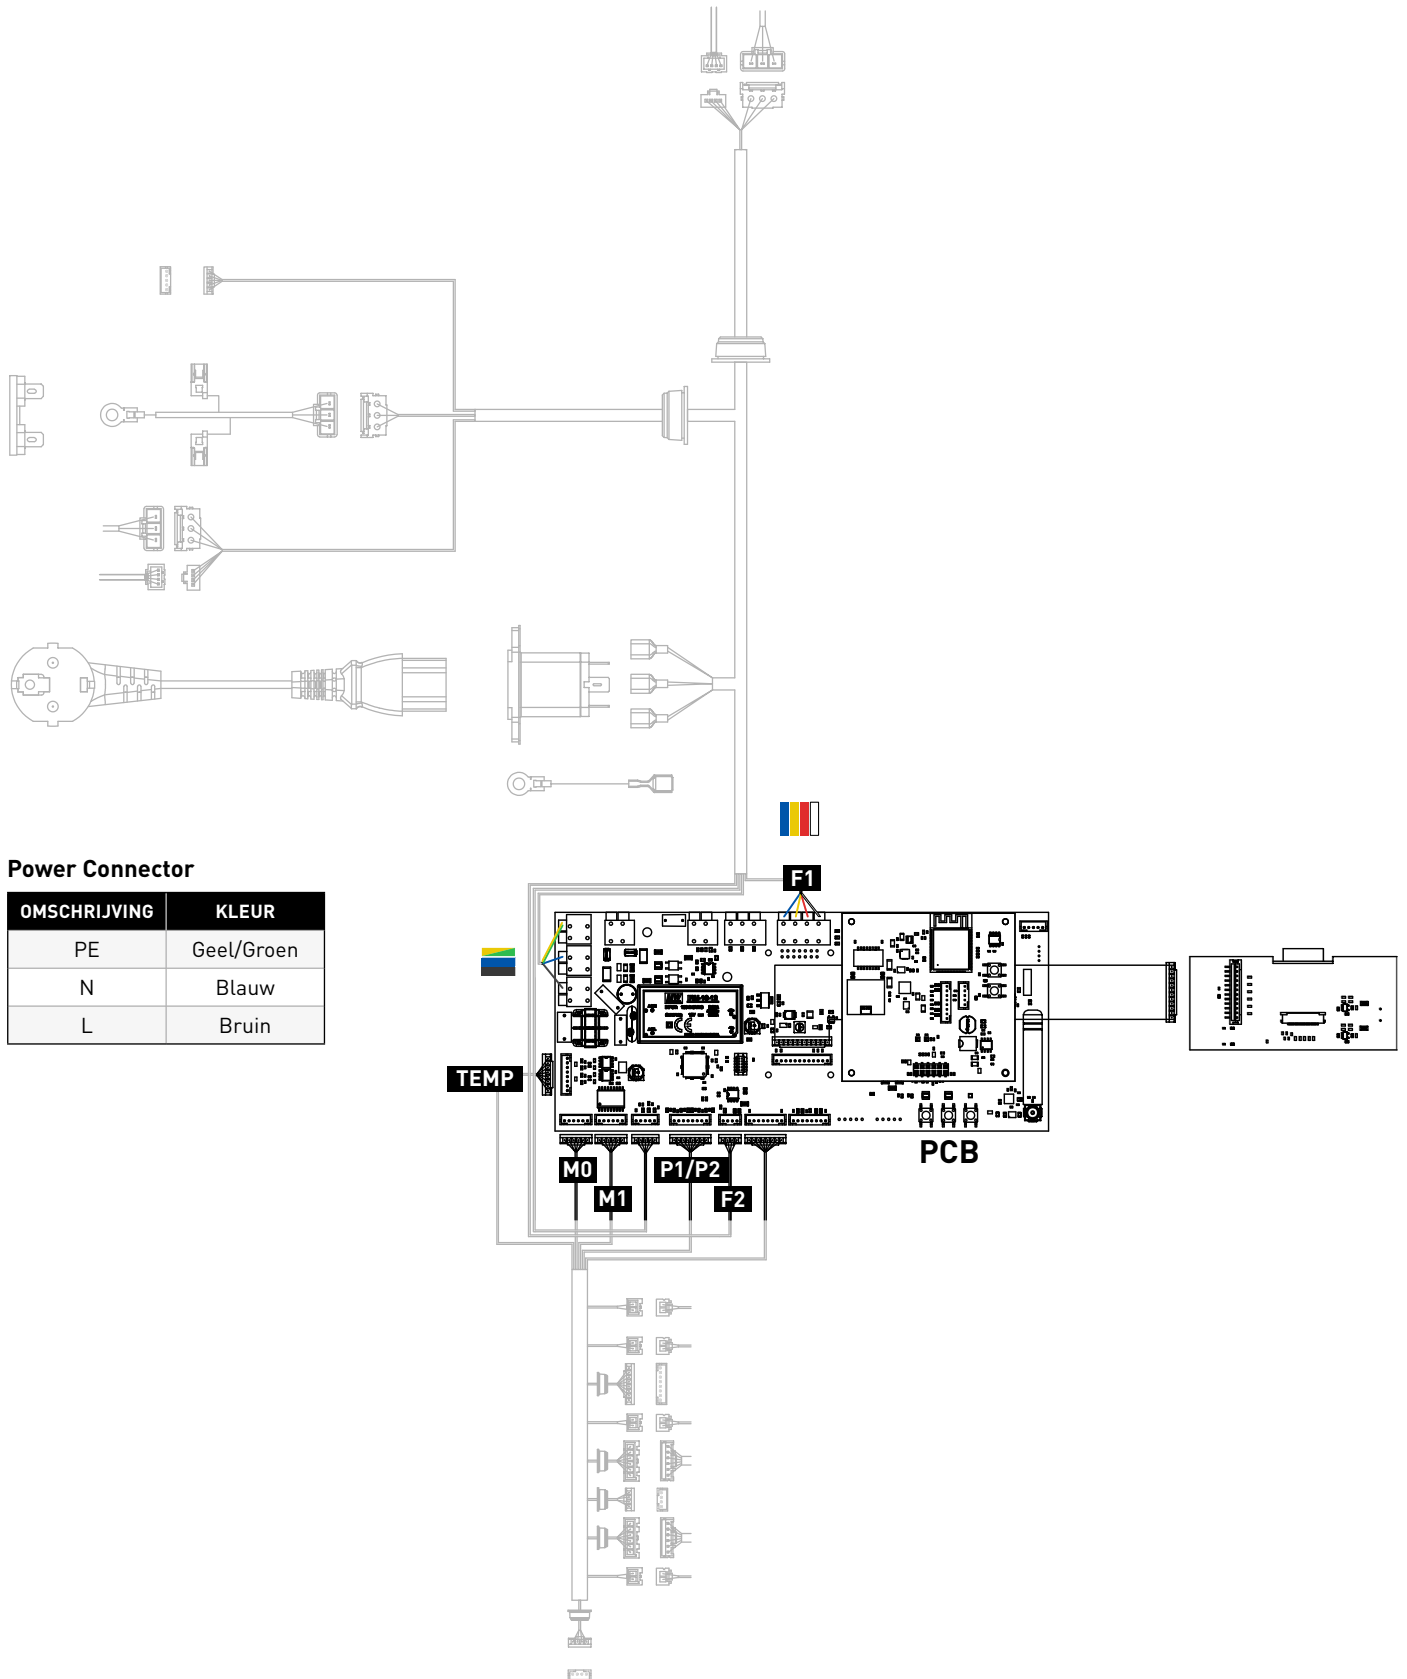 F1
Power Connector
OMSCHRIJVING KLEUR
PE Geel/Groen
N Blauw
L Bruin
TEMP
PCB
M0
P1/P2
M1
F2